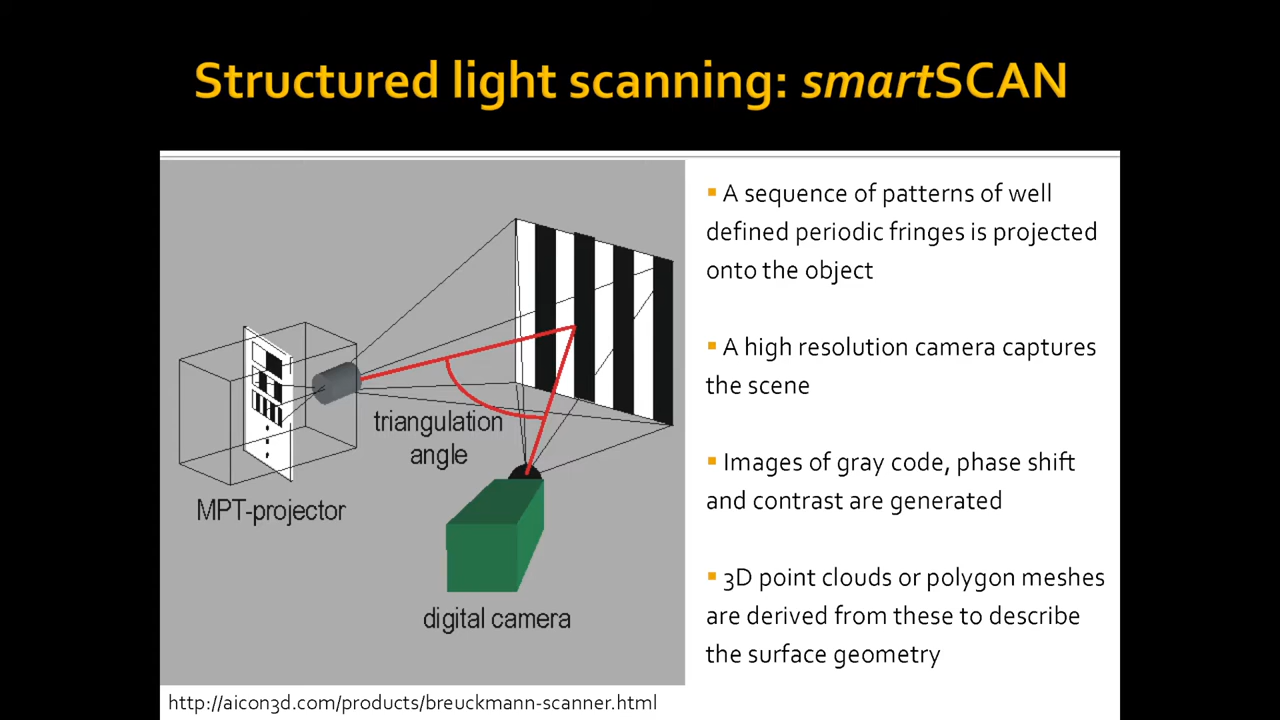 Structured light scanning: smartSCAN
triangulation
angle
MPT-projector
digital camera
▪ A sequence of patterns of well
defined periodic fringes is projected
onto the object
▪ A high resolution camera captures
the scene
▪ Images of gray code, phase shift
and contrast are generated
▪ 3D point clouds or polygon meshes
are derived from these to describe
the surface geometry
http://aicon3d.com/products/breuckmann-scanner.html